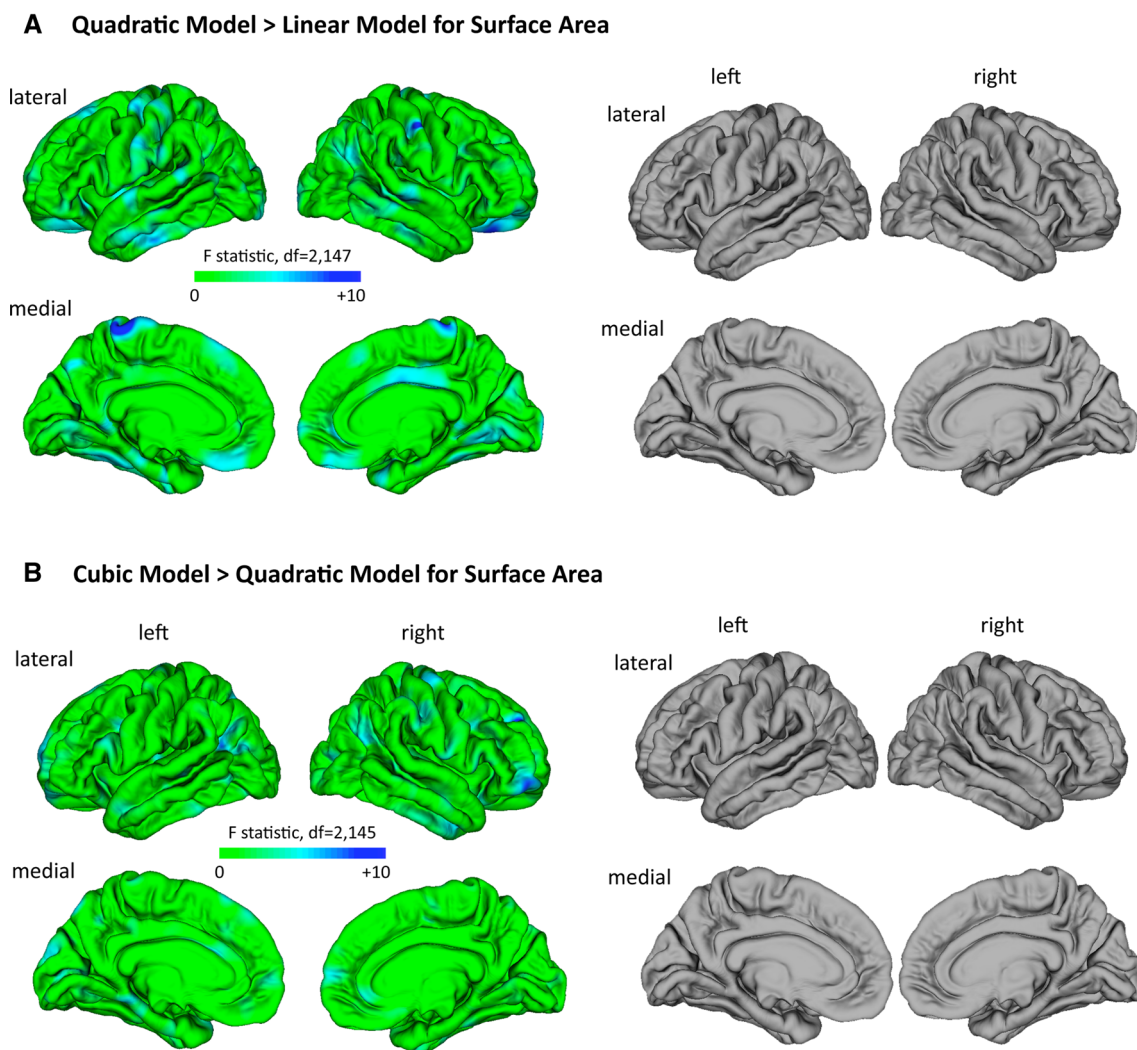 A Quadratic Model > Linear Model for Surface Area
left right
lateral
lateral
F statistic, df=2,147
0 +10
medial
medial
B Cubic Model > Quadratic Model for Surface Area
left right
left right
lateral
lateral
F statistic, df=2,145
0 +10
medial
medial